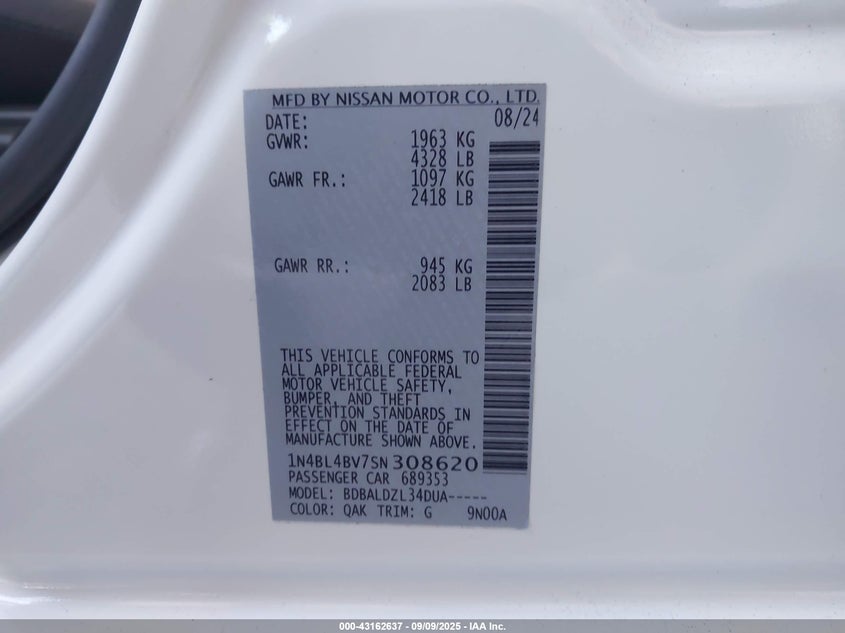 MFD BY NISSAN MOTOR CO., LTD.
DATE: 08/24
GVWR: 1963 KG
4328 LB
GAWR FR.: 1097 KG
2418 LB
GAWR RR.: 945 KG
2083 LB
THIS VEHICLE CONFORMS TO
ALL APPLICABLE FEDERAL
MOTOR VEHICLE SAFETY,
BUMPER, AND THEFT
PREVENTION STANDARDS IN
EFFECT ON THE DATE OF
MANUFACTURE SHOWN ABOVE.
1N4BL4BV7SN308620
PASSENGER CAR 689353
MODEL: BDBALDZL34DUA-----
COLOR: QAK TRIM: G 9N00A
000-43162637 - 09/09/2025 - IAA Inc.